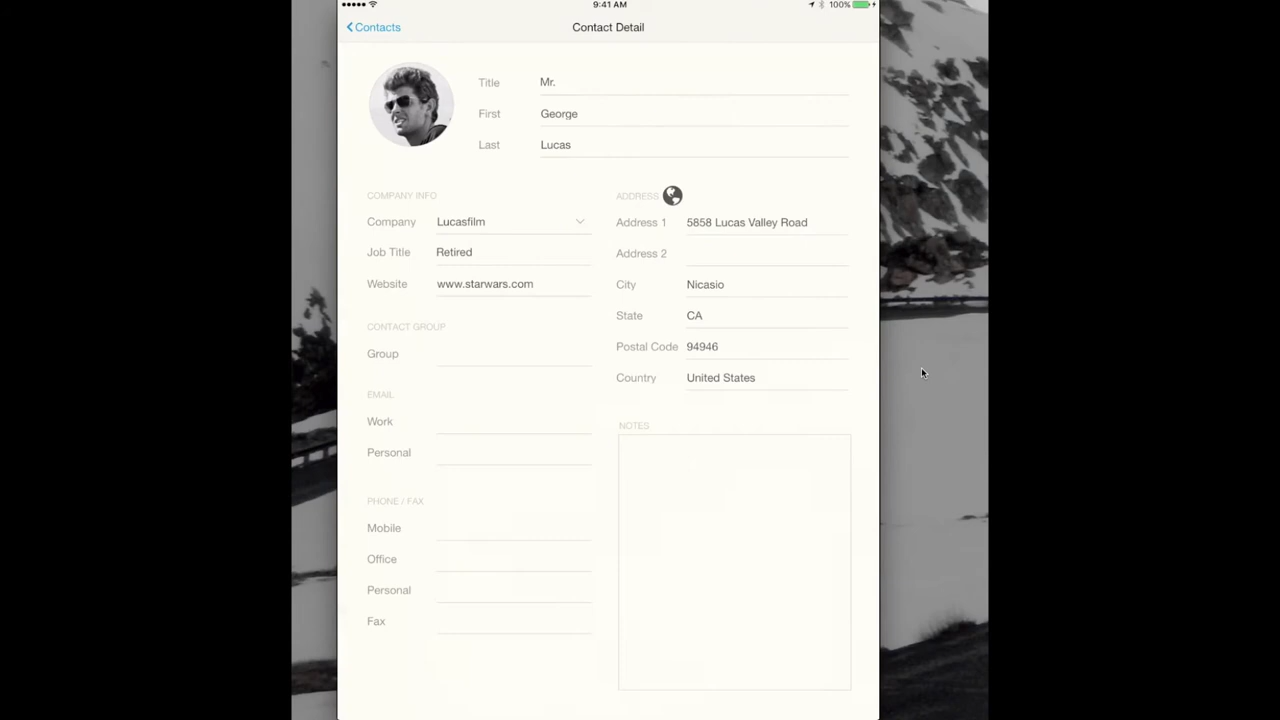 9:41 AM
100%
Contacts
Contact Detail
Title Mr.
First George
Last Lucas
COMPANY INFO
Company Lucasfilm
Job Title Retired
Website www.starwars.com
CONTACT GROUP
Group
EMAIL
Work
Personal
PHONE / FAX
Mobile
Office
Personal
Fax
ADDRESS
Address 1 5858 Lucas Valley Road
Address 2
City Nicasio
State CA
Postal Code 94946
Country United States
NOTES